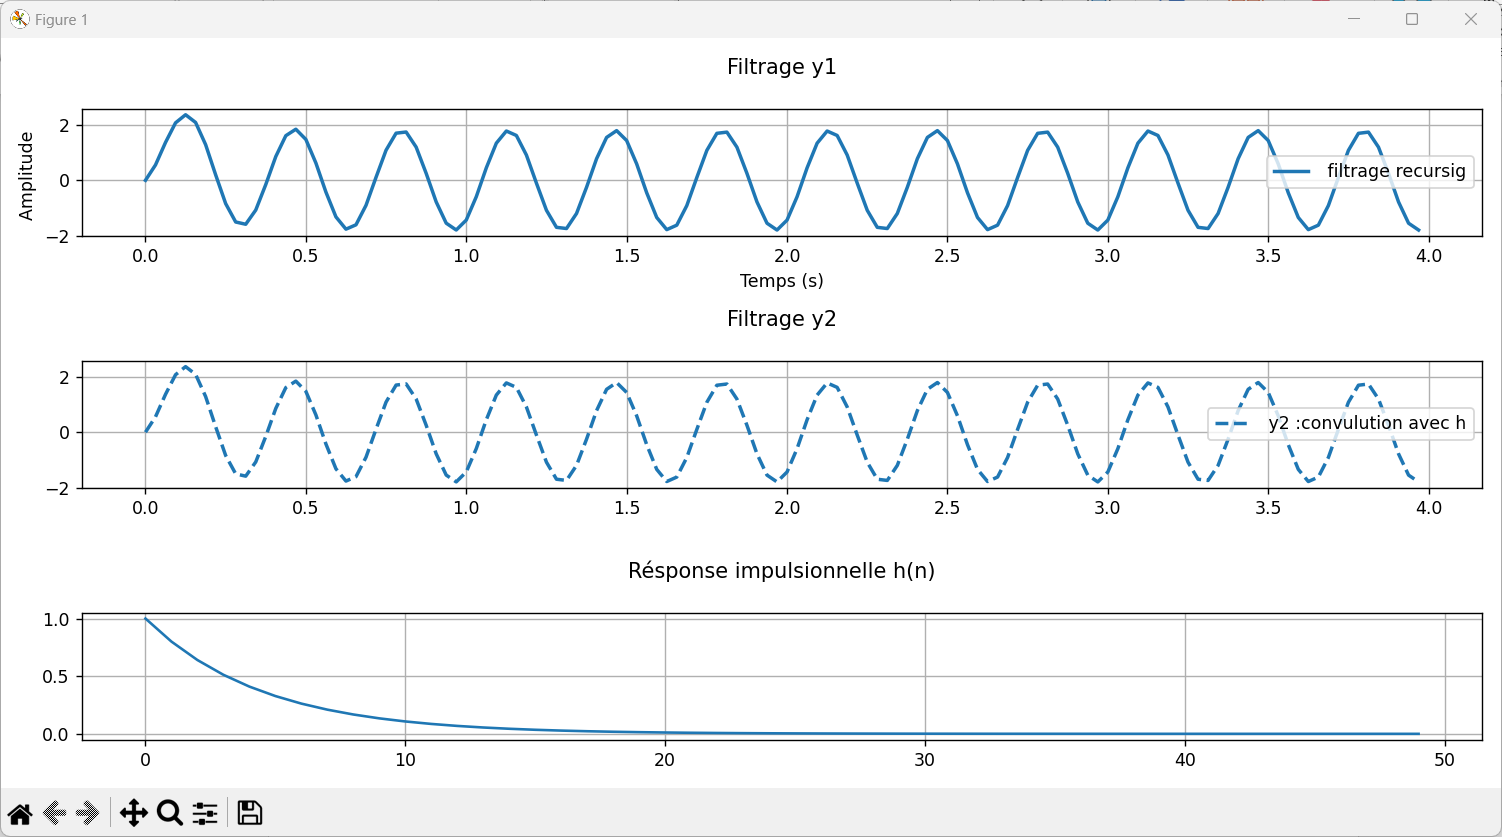 Figure 1
Filtrage y1
Amplitude
2
0
−2
filtrage recursig
0.0 0.5 1.0 1.5 2.0 2.5 3.0 3.5 4.0
Temps (s)
Filtrage y2
2
0
−2
y2 :convulution avec h
0.0 0.5 1.0 1.5 2.0 2.5 3.0 3.5 4.0
Résponse impulsionnelle h(n)
1.0
0.5
0.0
0 10 20 30 40 50